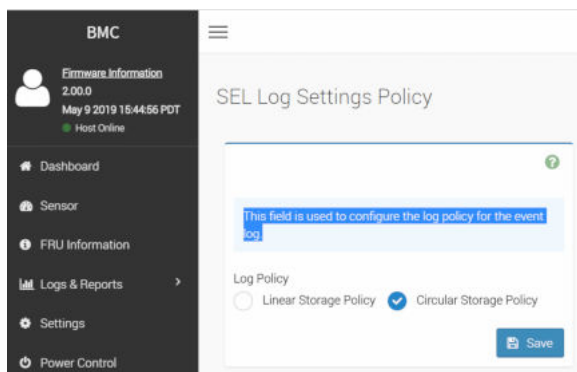 BMC
Firmware Information
2.00.0
May 9 2019 15:44:56 PDT
Host Online
Dashboard
Sensor
FRU Information
Logs & Reports
Settings
Power Control
SEL Log Settings Policy
This field is used to configure the log policy for the event
log.
Log Policy
Linear Storage Policy Circular Storage Policy
Save